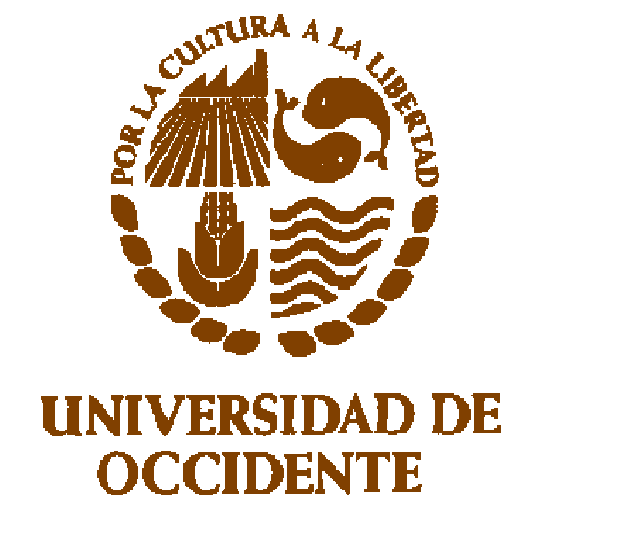 POR LA CULTURA A LA LIBERTAD
UNIVERSIDAD DE
OCCIDENTE